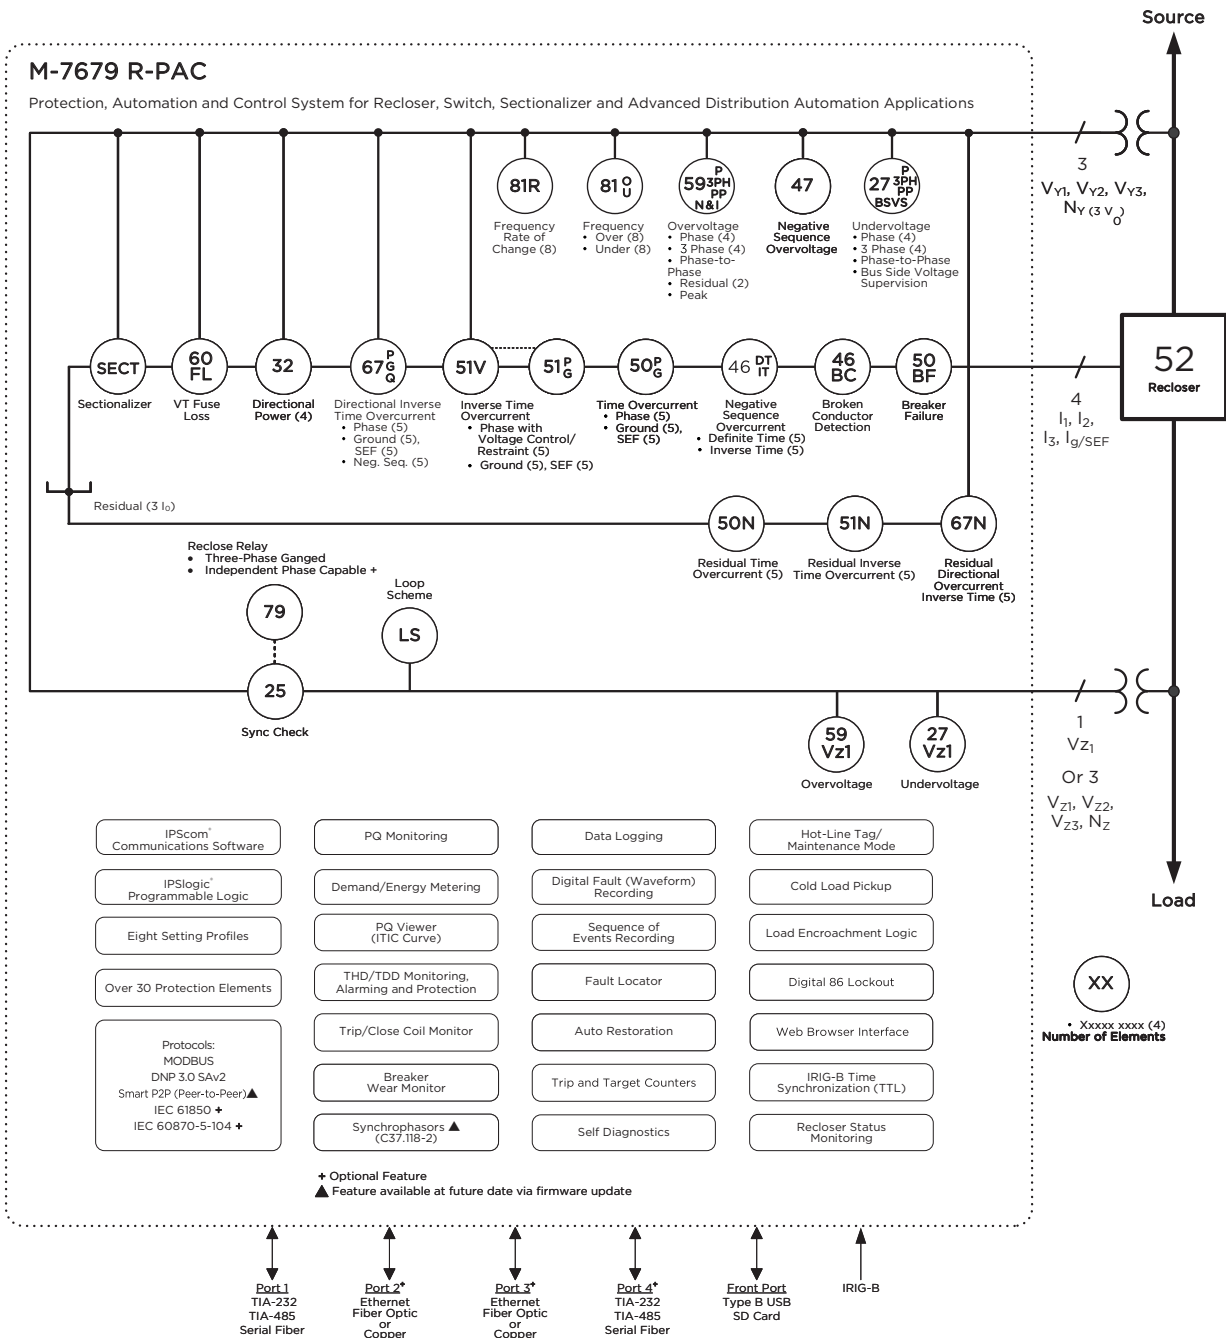 Source
M-7679 R-PAC
Protection, Automation and Control System for Recloser, Switch, Sectionalizer and Advanced Distribution Automation Applications
81R
Frequency
Rate of
Change (8)
81 O
U
Frequency
• Over (8)
• Under (8)
59 P
3PH
PP
N & I
Overvoltage
• Phase (4)
• 3 Phase (4)
• Phase-to-
Phase
• Residual (2)
• Peak
47
Negative
Sequence
Overvoltage
27 P
3PH
PP
BSVS
Undervoltage
• Phase (4)
• 3 Phase (4)
• Phase-to-Phase
• Bus Side Voltage
Supervision
3
VY1, VY2, VY3,
NY (3 V0)
SECT
Sectionalizer
60
FL
VT Fuse
Loss
32
Directional
Power (4)
67 P
G
Q
Directional Inverse
Time Overcurrent
• Phase (5)
• Ground (5),
SEF (5)
• Neg. Seq. (5)
51V
51 P
G
Inverse Time
Overcurrent
• Phase with
Voltage Control/
Restraint (5)
• Ground (5), SEF (5)
50 P
G
Time Overcurrent
• Phase (5)
• Ground (5),
SEF (5)
46 DT
IT
Negative
Sequence
Overcurrent
• Definite Time (5)
• Inverse Time (5)
46
BC
Broken
Conductor
Detection
50
BF
Breaker
Failure
4
I1, I2,
I3, Ig/SEF
52
Recloser
Residual (3 I0)
50N
Residual Time
Overcurrent (5)
51N
Residual Inverse
Time Overcurrent (5)
67N
Residual
Directional
Overcurrent
Inverse Time (5)
Reclose Relay
• Three-Phase Ganged
• Independent Phase Capable +
79
Loop
Scheme
LS
25
Sync Check
59
Vz1
Overvoltage
27
Vz1
Undervoltage
1
Vz1
Or 3
VZ1, VZ2,
VZ3, NZ
Load
IPScom®
Communications Software
IPSlogic®
Programmable Logic
Eight Setting Profiles
Over 30 Protection Elements
Protocols:
MODBUS
DNP 3.0 SAv2
Smart P2P (Peer-to-Peer)▲
IEC 61850 +
IEC 60870-5-104 +
PQ Monitoring
Demand/Energy Metering
PQ Viewer
(ITIC Curve)
THD/TDD Monitoring,
Alarming and Protection
Trip/Close Coil Monitor
Breaker
Wear Monitor
Synchrophasors ▲
(C37.118-2)
Data Logging
Digital Fault (Waveform)
Recording
Sequence of
Events Recording
Fault Locator
Auto Restoration
Trip and Target Counters
Self Diagnostics
Hot-Line Tag/
Maintenance Mode
Cold Load Pickup
Load Encroachment Logic
Digital 86 Lockout
Web Browser Interface
IRIG-B Time
Synchronization (TTL)
Recloser Status
Monitoring
XX
• Xxxxx xxxx (4)
Number of Elements
+ Optional Feature
▲ Feature available at future date via firmware update
Port 1
TIA-232
TIA-485
Serial Fiber
Port 2+
Ethernet
Fiber Optic
or
Copper
Port 3+
Ethernet
Fiber Optic
or
Copper
Port 4+
TIA-232
TIA-485
Serial Fiber
Front Port
Type B USB
SD Card
IRIG-B